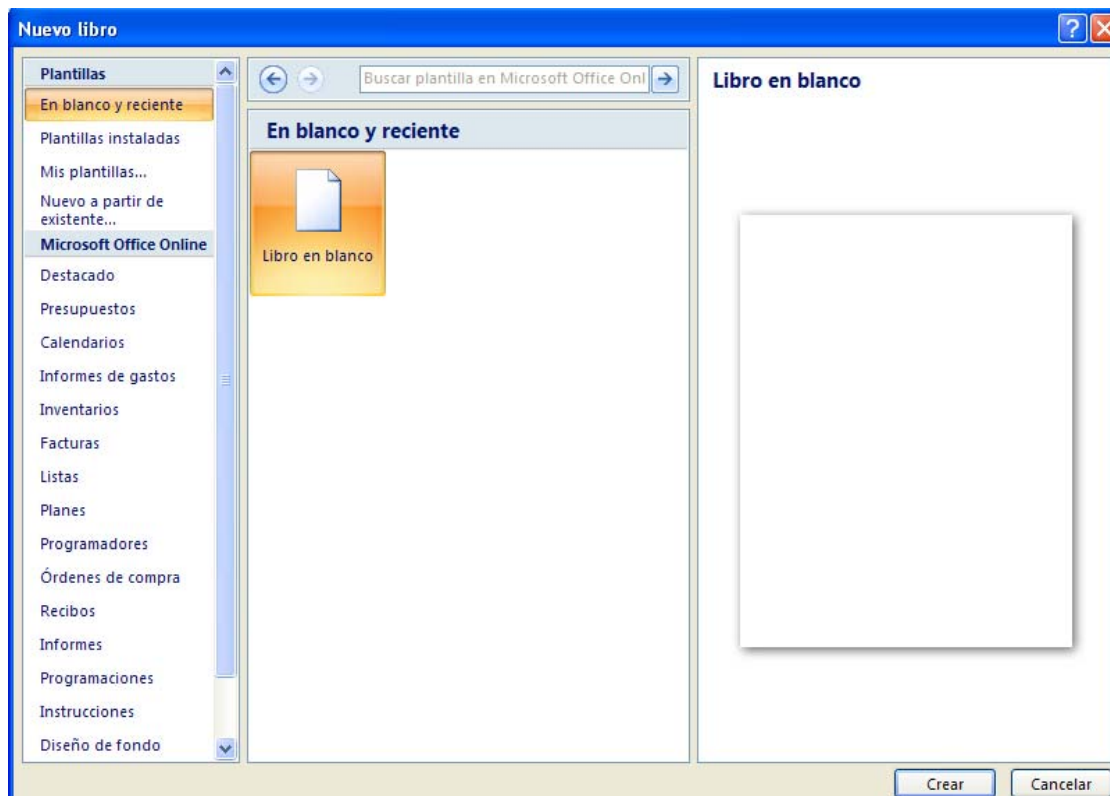 Nuevo libro
Plantillas
En blanco y reciente
Plantillas instaladas
Mis plantillas...
Nuevo a partir de
existente...
Microsoft Office Online
Destacado
Presupuestos
Calendarios
Informes de gastos
Inventarios
Facturas
Listas
Planes
Programadores
Órdenes de compra
Recibos
Informes
Programaciones
Instrucciones
Diseño de fondo
Buscar plantilla en Microsoft Office Onl
En blanco y reciente
Libro en blanco
Libro en blanco
Crear
Cancelar